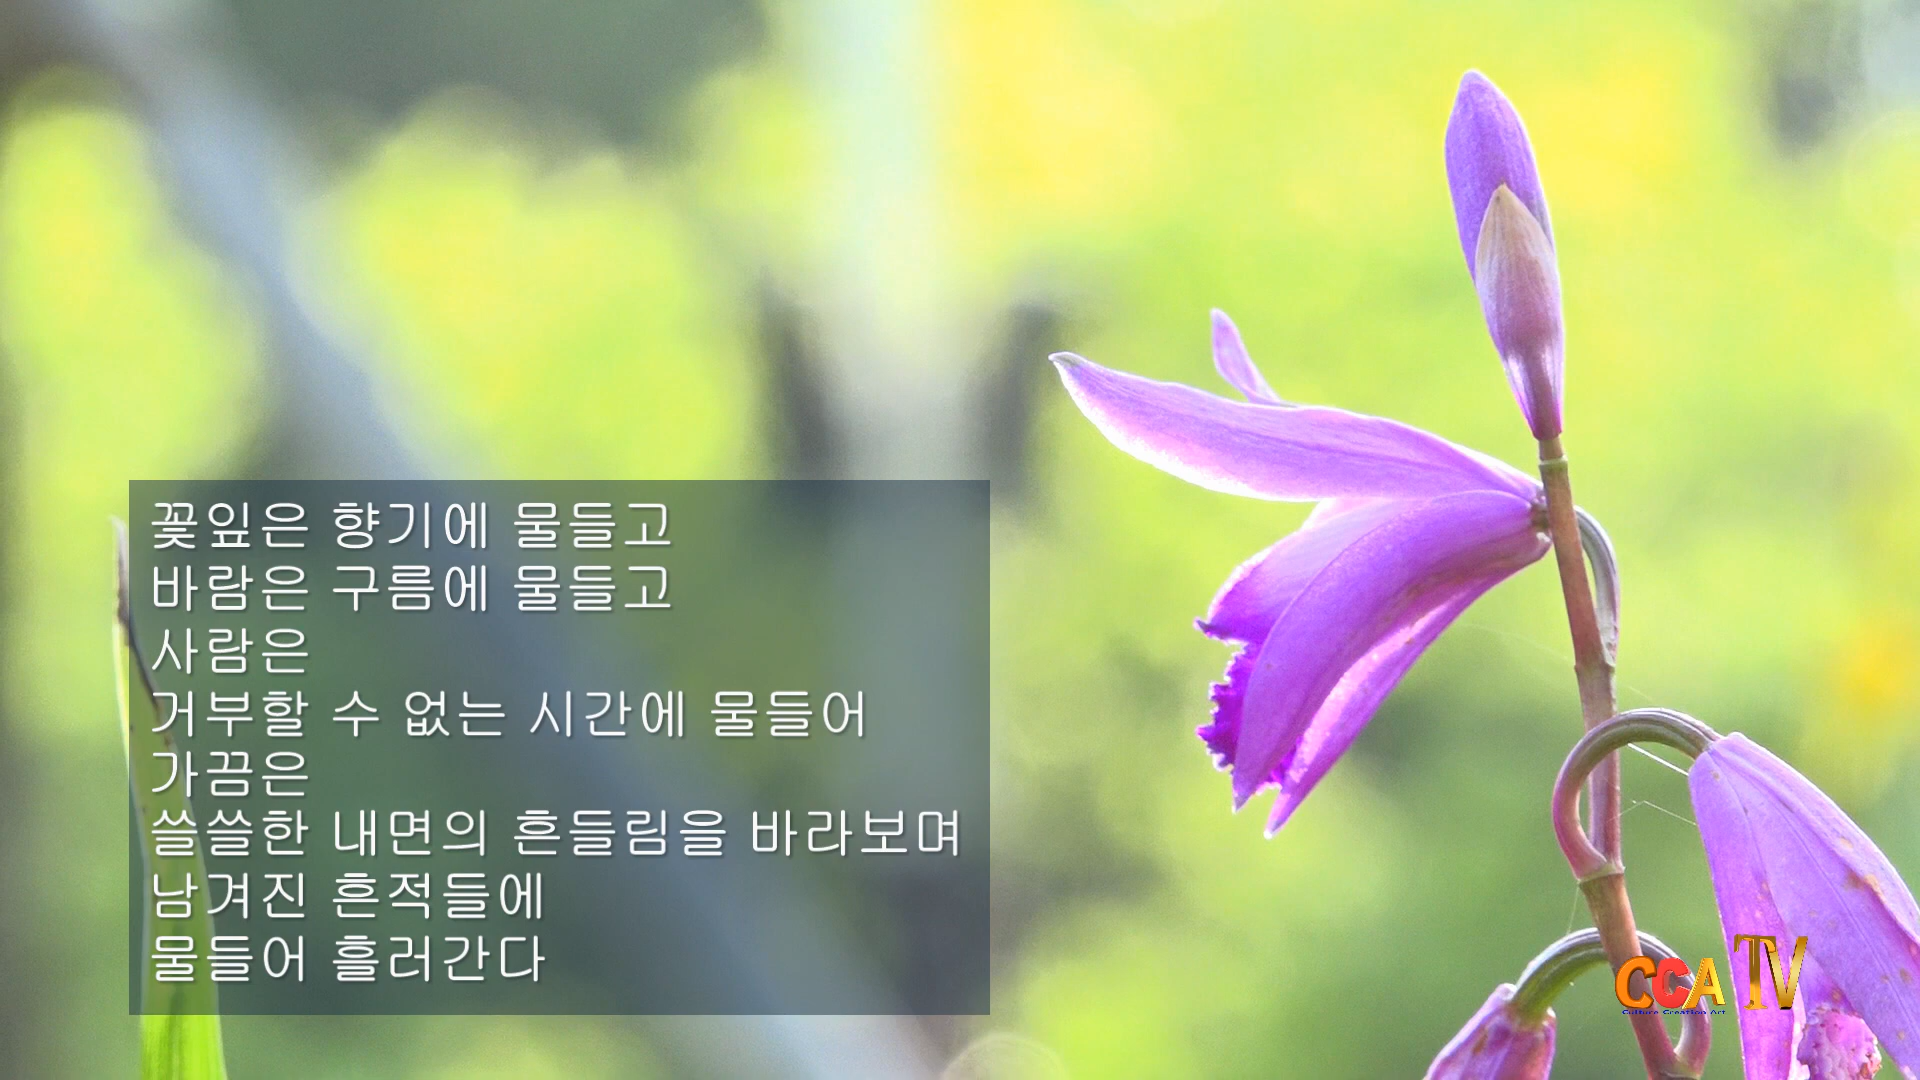 꽃잎은 향기에 물들고
바람은 구름에 물들고
사람은
거부할 수 없는 시간에 물들어
가끔은
쓸쓸한 내면의 흔들림을 바라보며
남겨진 흔적들에
물들어 흘러간다
CCA TV
Culture Creation Art